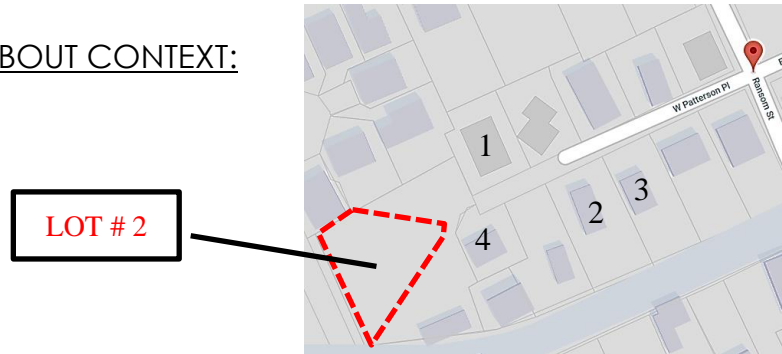 BOUT CONTEXT:
LOT # 2
W Patterson Pl
Ransom St
1
2
3
4